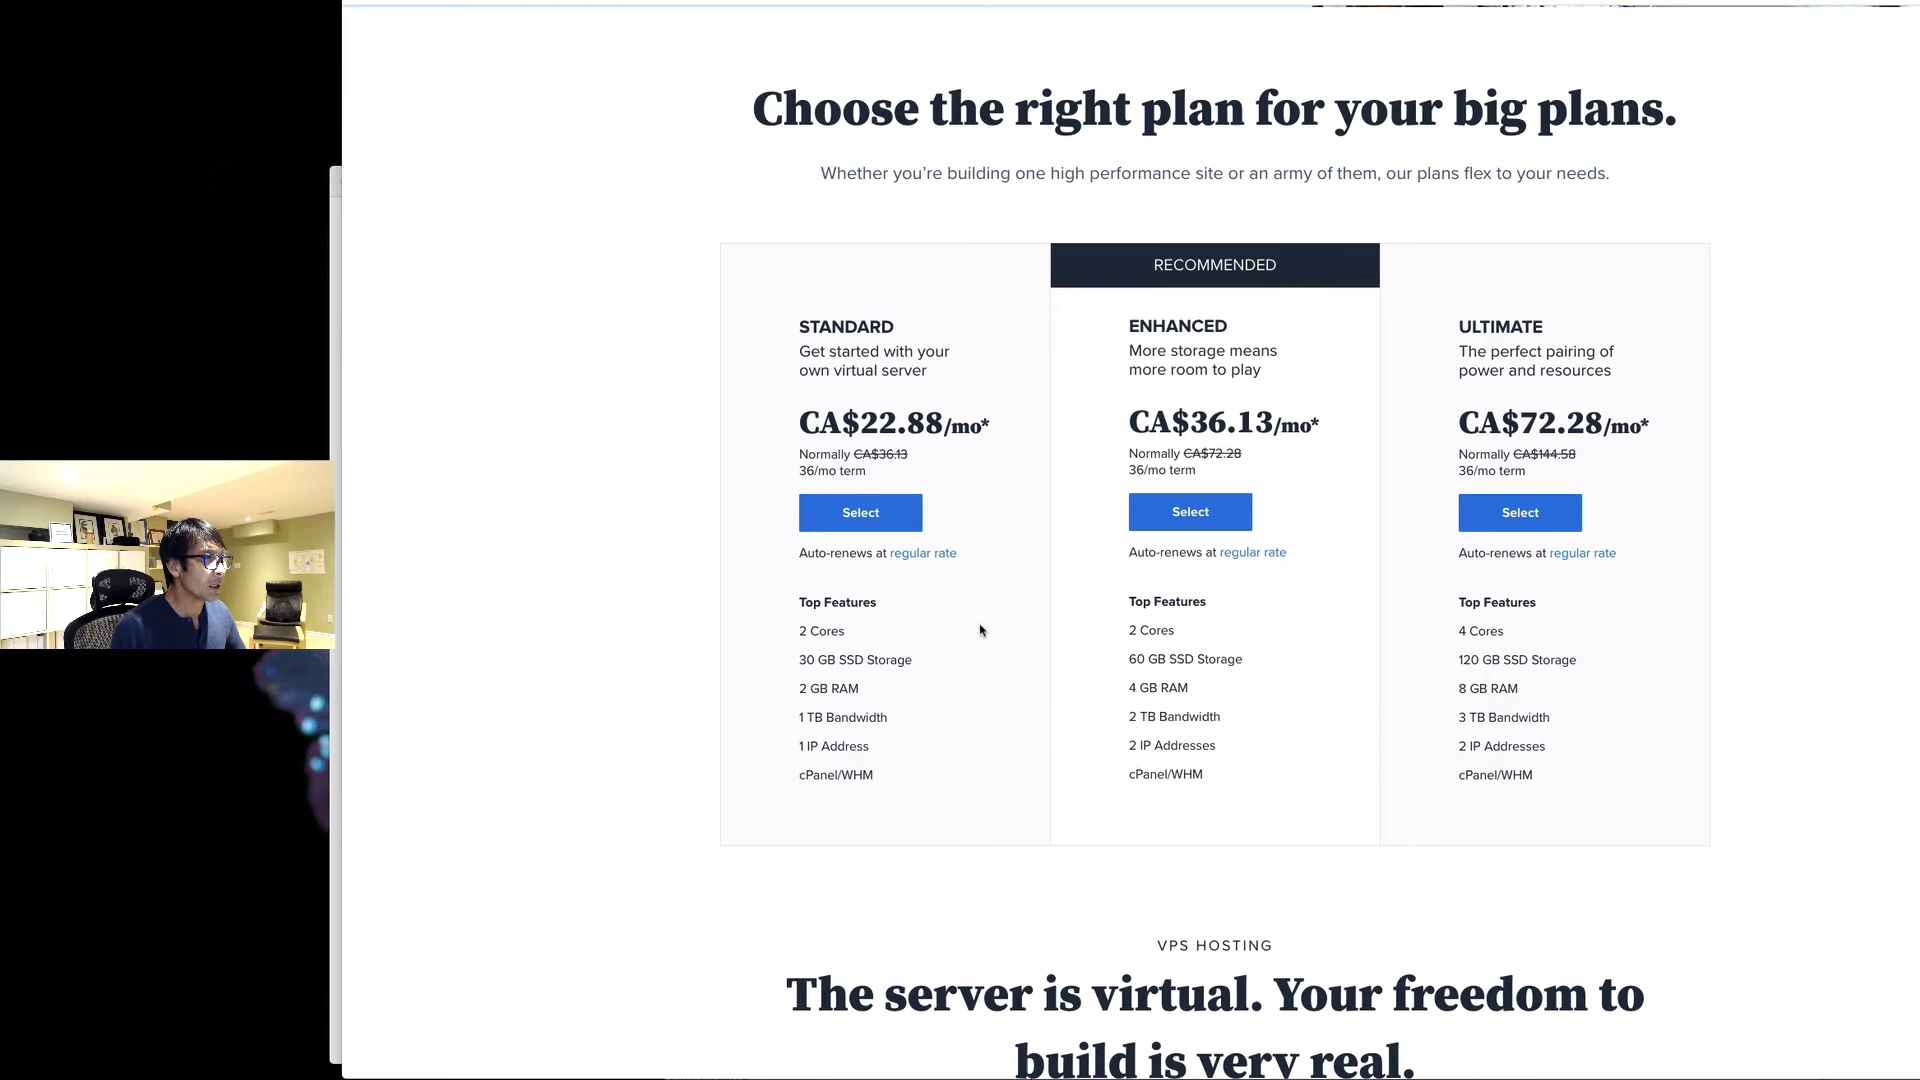 Choose the right plan for your big plans.
Whether you’re building one high performance site or an army of them, our plans flex to your needs.
STANDARD
Get started with your
own virtual server
CA$22.88/mo*
Normally CA$36.13
36/mo term
Select
Auto-renews at regular rate
Top Features
2 Cores
30 GB SSD Storage
2 GB RAM
1 TB Bandwidth
1 IP Address
cPanel/WHM
RECOMMENDED
ENHANCED
More storage means
more room to play
CA$36.13/mo*
Normally CA$72.28
36/mo term
Select
Auto-renews at regular rate
Top Features
2 Cores
60 GB SSD Storage
4 GB RAM
2 TB Bandwidth
2 IP Addresses
cPanel/WHM
ULTIMATE
The perfect pairing of
power and resources
CA$72.28/mo*
Normally CA$144.58
36/mo term
Select
Auto-renews at regular rate
Top Features
4 Cores
120 GB SSD Storage
8 GB RAM
3 TB Bandwidth
2 IP Addresses
cPanel/WHM
VPS HOSTING
The server is virtual. Your freedom to
build is very real.